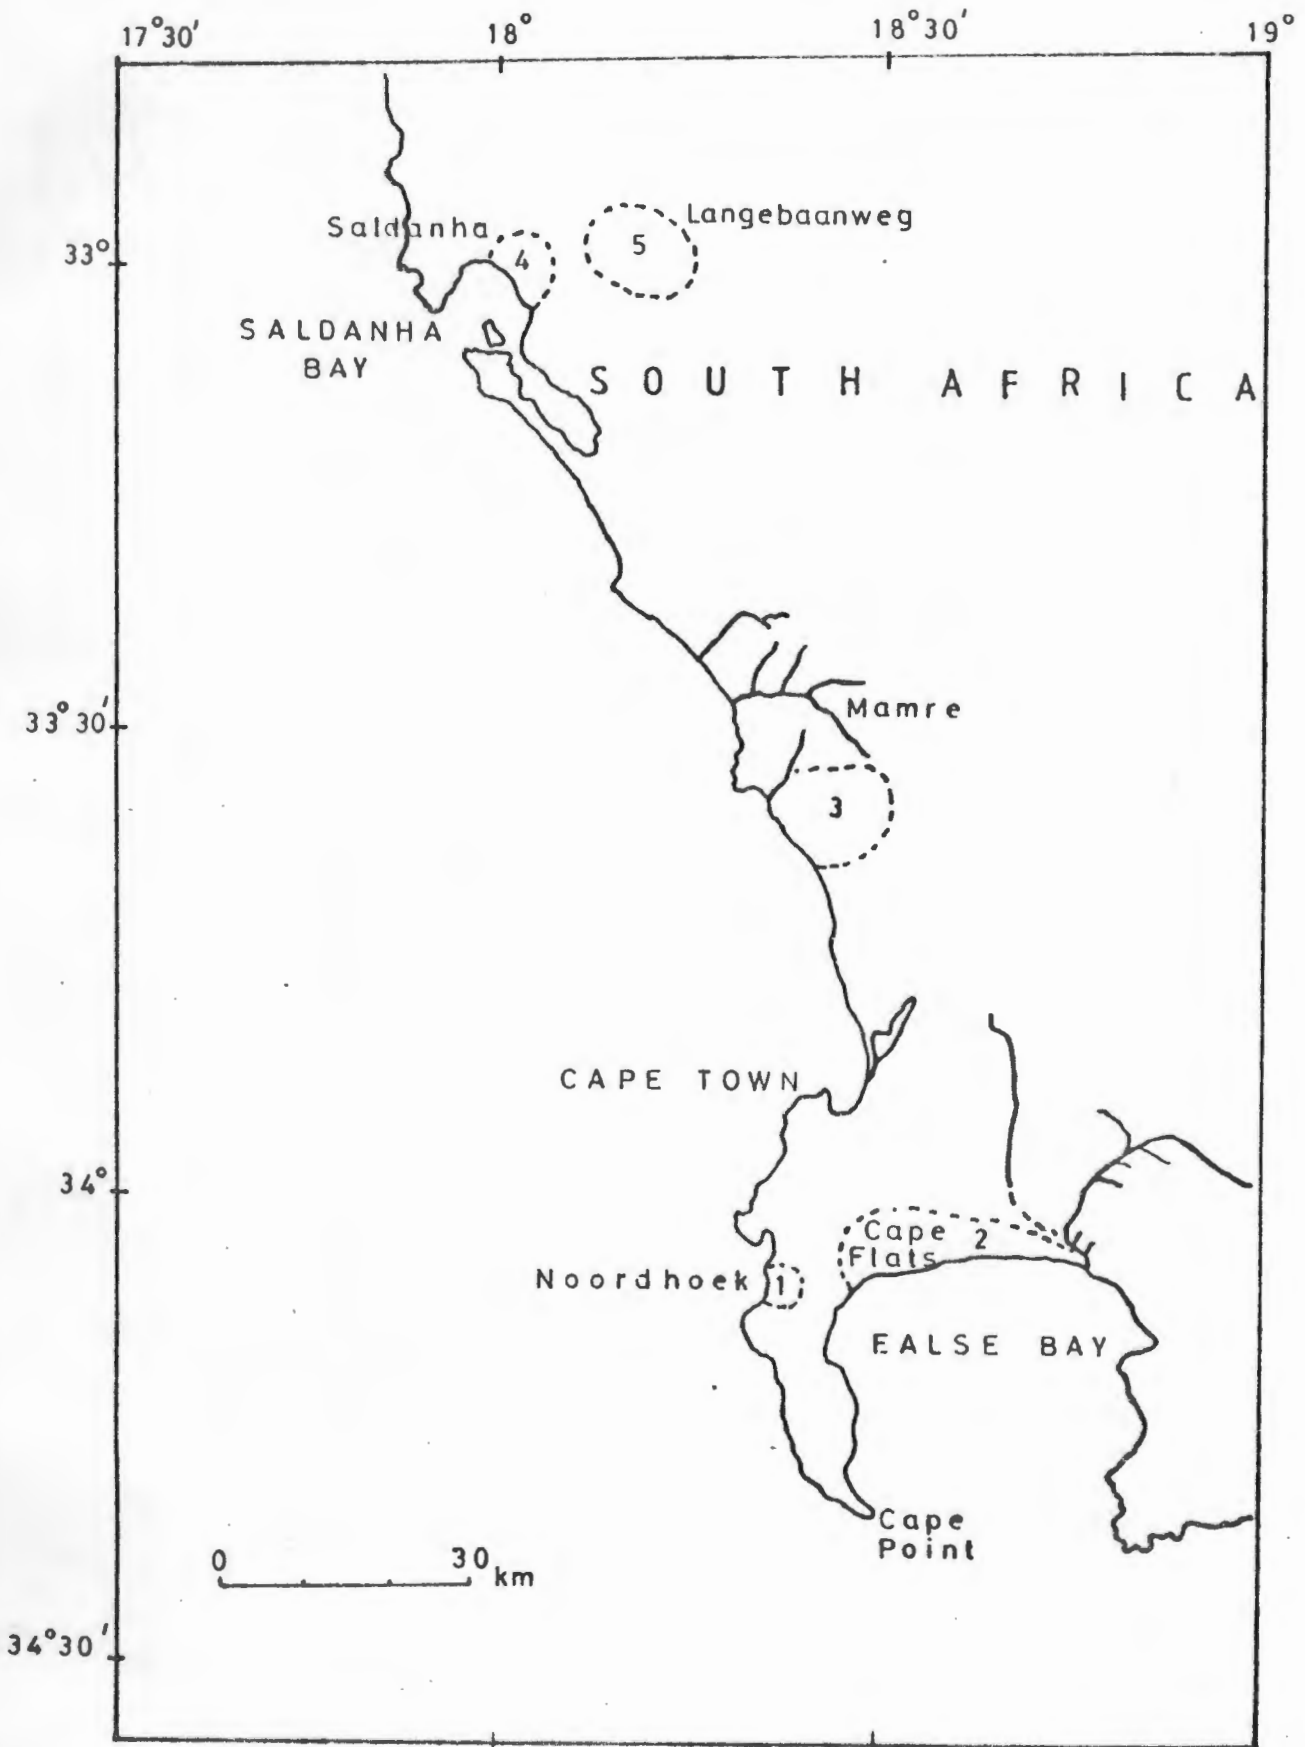 17°30′ 18° 18°30′ 19°
Saldanha
4
5
Langebaanweg
33°
SALDANHA
BAY
SOUTH AFRICA
33°30′
Mamre
3
CAPE TOWN
34°
Cape
Flats
2
Noordhoek
1
EALSE BAY
Cape
Point
0 30 km
34°30′